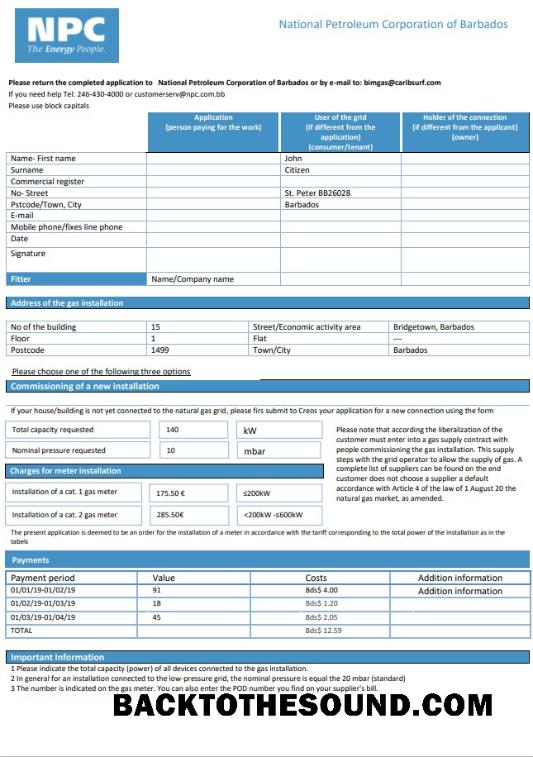 NPC
The Energy People.
National Petroleum Corporation of Barbados
Please return the completed application to National Petroleum Corporation of Barbados or by e-mail to: bimgas@caribsurf.com
If you need help Tel: 246-430-4000 or customerserv@npc.com.bb
Please use block capitals
Application (person paying for the work) User of the grid (if different from the application) (consumer/tenant) Holder of the connection (if different from the applicant) (owner)
Name- First name John
Surname Citizen
Commercial register
No- Street St. Peter BB26028
Pstcode/Town, City Barbados
E-mail
Mobile phone/fixes line phone
Date
Signature
Fitter Name/Company name
Address of the gas installation
No of the building 15 Street/Economic activity area Bridgetown, Barbados
Floor 1 Flat ---
Postcode 1499 Town/City Barbados
Please choose one of the following three options
Commissioning of a new installation
If your house/building is not yet connected to the natural gas grid, please firs submit to Creos your application for a new connection using the form
Total capacity requested 140 kW
Nominal pressure requested 10 mbar
Please note that according the liberalization of the
customer must enter into a gas supply contract with
people commissioning the gas installation. This supply
steps with the grid operator to allow the supply of gas. A
complete list of suppliers can be found on the end
customer does not choose a supplier a default
accordance with Article 4 of the law of 1 August 20 the
natural gas market, as amended.
Charges for meter installation
Installation of a cat. 1 gas meter 175.50 € ≤200kW
Installation of a cat. 2 gas meter 285.50€ <200kW -≤600kW
The present application is deemed to be an order for the installation of a meter in accordance with the tariff corresponding to the total power of the installation as in the
tabels
Payments
Payment period Value Costs Addition information
01/01/19-01/02/19 91 Bds$ 4.00 Addition information
01/02/19-01/03/19 18 Bds$ 1.20
01/03/19-01/04/19 45 Bds$ 2.05
TOTAL Bds$ 12.59
Important Information
1 Please indicate the total capacity (power) of all devices connected to the gas installation.
2 In general for an installation connected to the low-pressure grid, the nominal pressure is equal the 20 mbar (standard)
3 The number is indicated on the gas meter. You can also enter the POD number you find on your supplier's bill.
BACKTOTHESOUND.COM